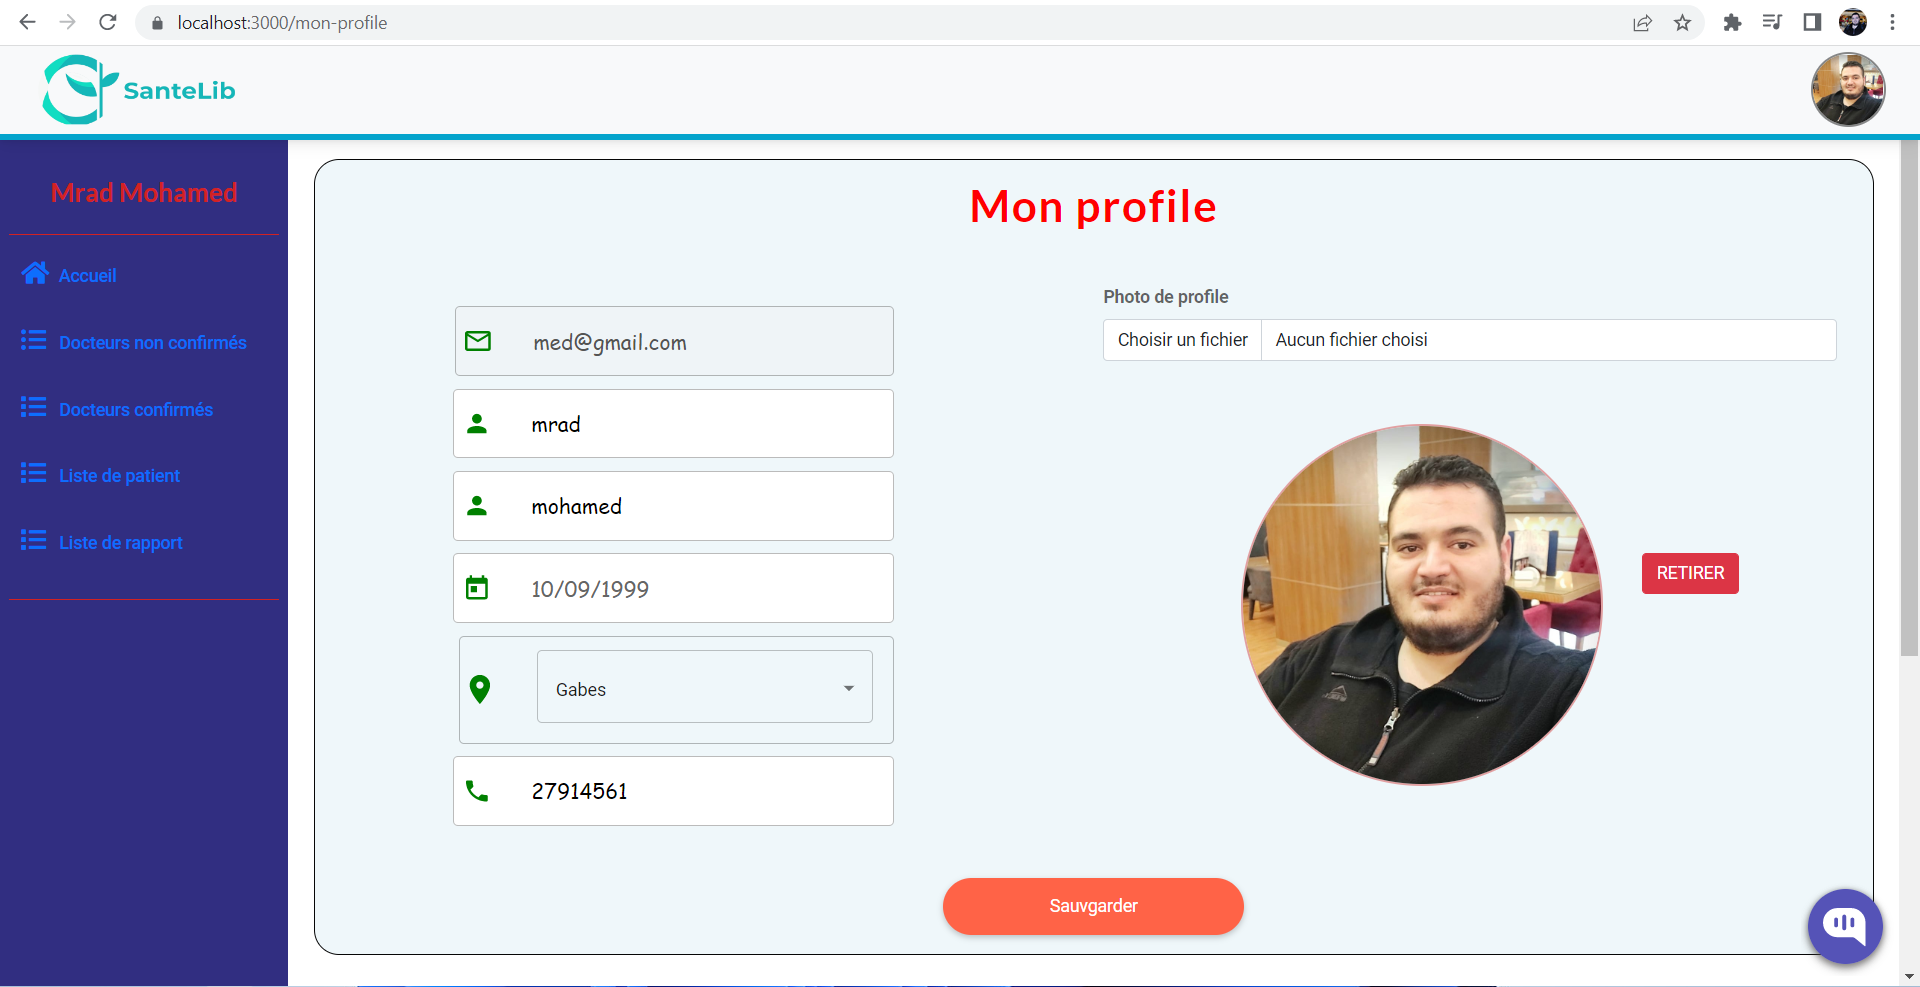 localhost:3000/mon-profile
SanteLib
Mrad Mohamed
Accueil
Docteurs non confirmés
Docteurs confirmés
Liste de patient
Liste de rapport
Mon profile
med@gmail.com
mrad
mohamed
10/09/1999
Gabes
27914561
Photo de profile
Choisir un fichier Aucun fichier choisi
RETIRER
Sauvgarder